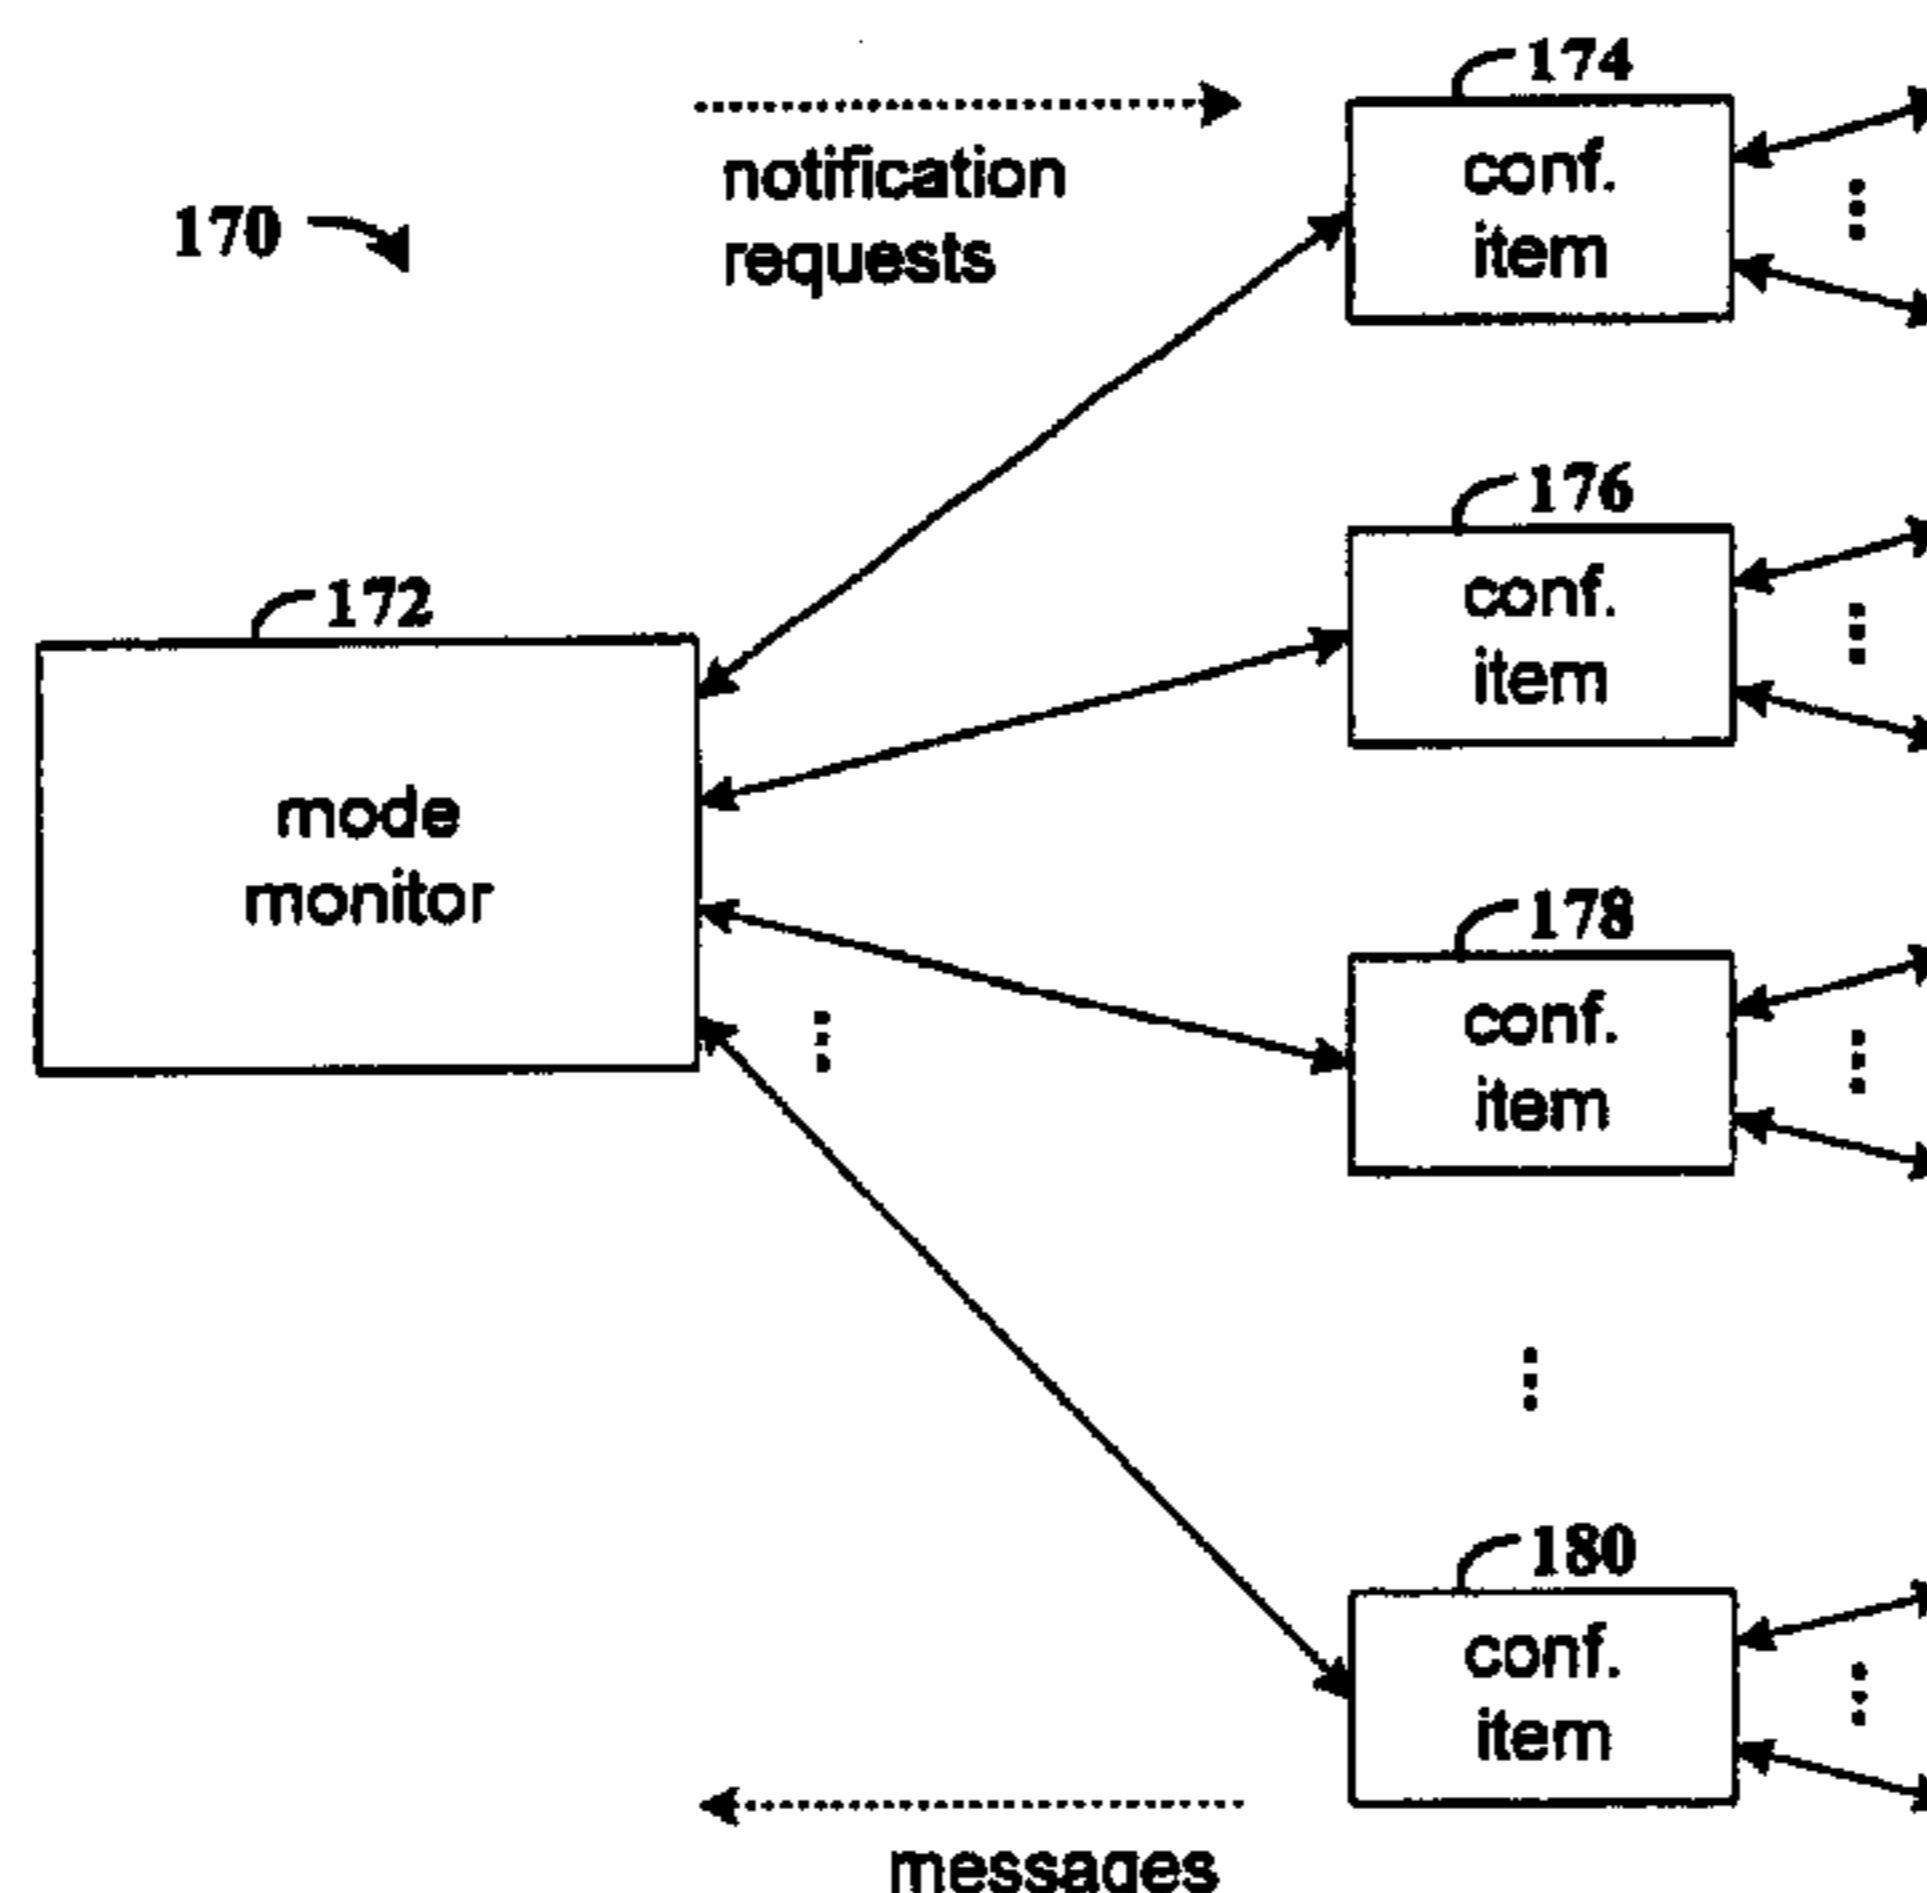 174
notification
requests
170
conf.
item
176
conf.
item
172
mode
monitor
178
conf.
item
180
conf.
item
messages